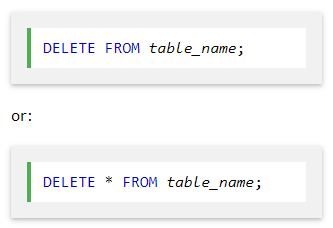 DELETE FROM table_name;
or:
DELETE * FROM table_name;